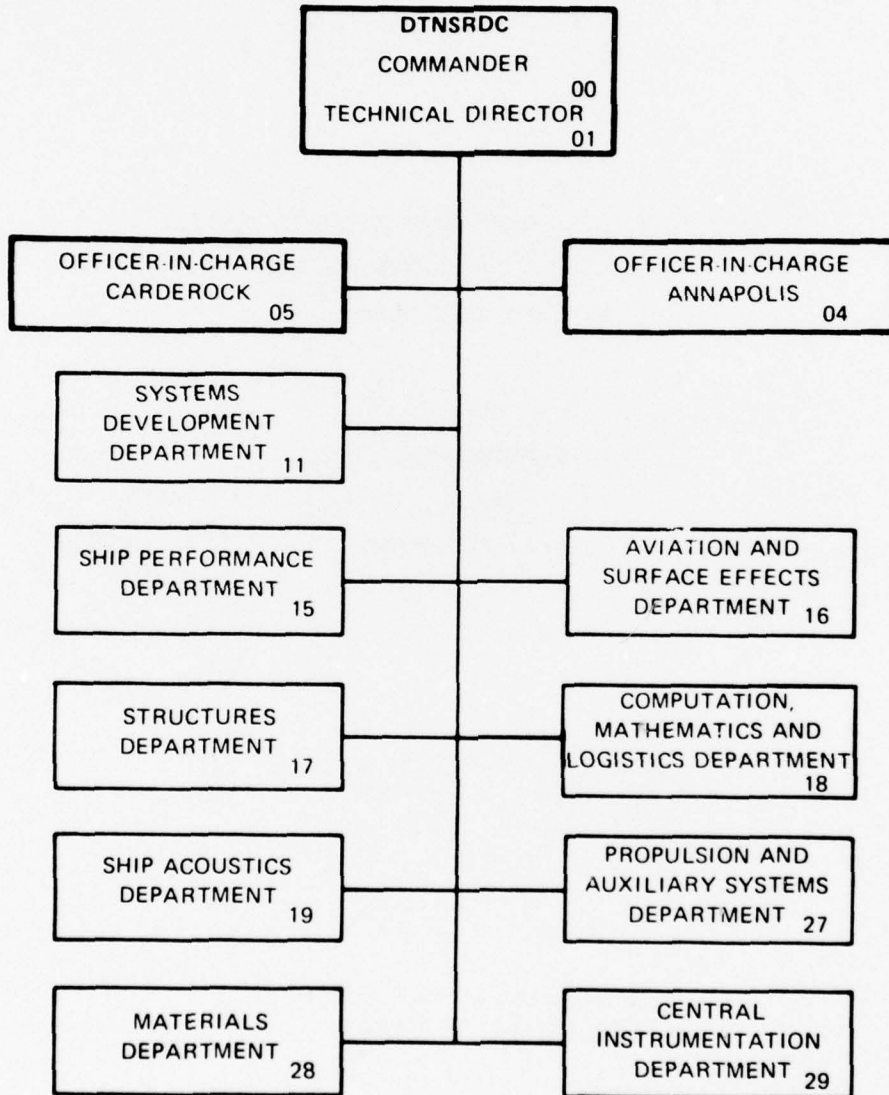 DTNSRDC
COMMANDER
00
TECHNICAL DIRECTOR
01
OFFICER-IN-CHARGE
CARDEROCK
05
OFFICER-IN-CHARGE
ANNAPOLIS
04
SYSTEMS
DEVELOPMENT
DEPARTMENT
11
SHIP PERFORMANCE
DEPARTMENT
15
AVIATION AND
SURFACE EFFECTS
DEPARTMENT
16
STRUCTURES
DEPARTMENT
17
COMPUTATION,
MATHEMATICS AND
LOGISTICS DEPARTMENT
18
SHIP ACOUSTICS
DEPARTMENT
19
PROPULSION AND
AUXILIARY SYSTEMS
DEPARTMENT
27
MATERIALS
DEPARTMENT
28
CENTRAL
INSTRUMENTATION
DEPARTMENT
29